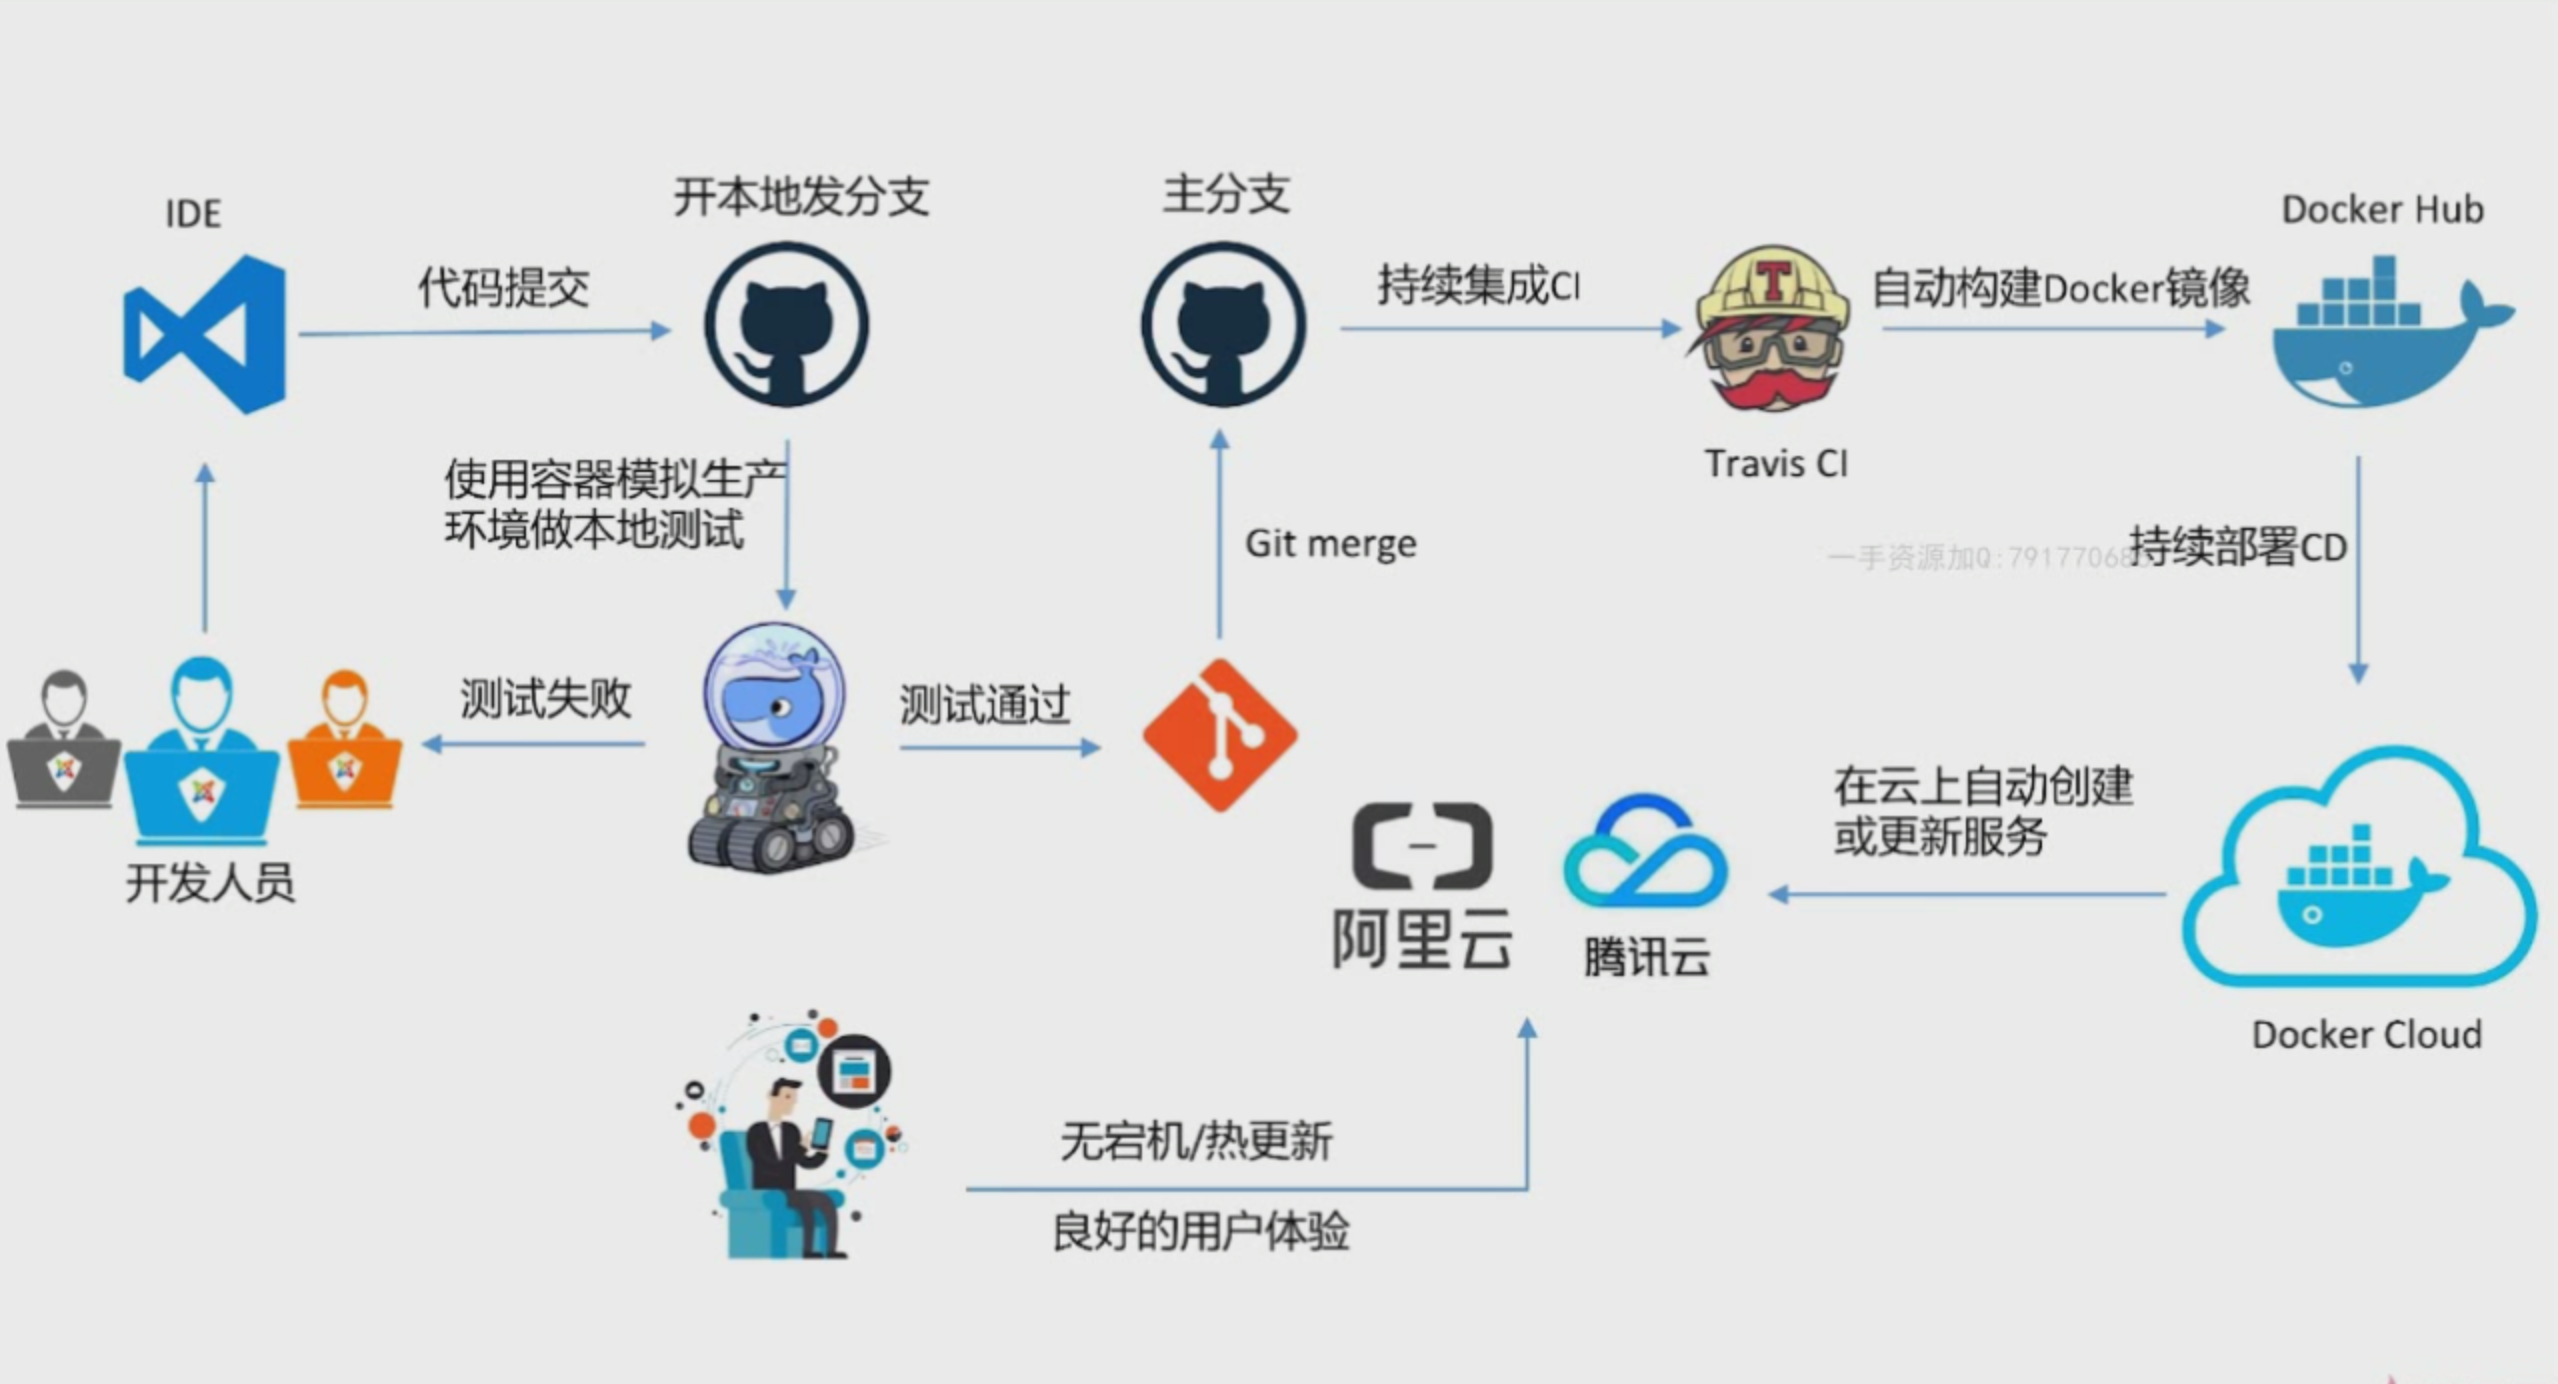 IDE
开本地发分支
主分支
Docker Hub
代码提交
持续集成CI
自动构建Docker镜像
T
使用容器模拟生产
环境做本地测试
Travis CI
Git merge
一手资源加Q:79177068
持续部署CD
测试失败
测试通过
开发人员
在云上自动创建
或更新服务
阿里云
腾讯云
Docker Cloud
无宕机/热更新
良好的用户体验